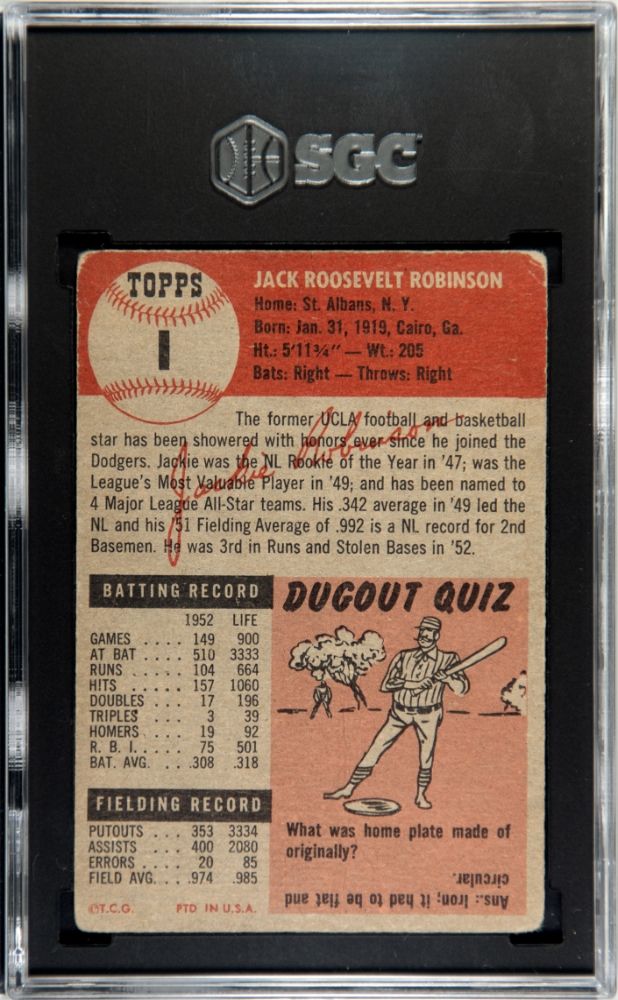 SGC
TOPPS
1
JACK ROOSEVELT ROBINSON
Home: St. Albans, N. Y.
Born: Jan. 31, 1919, Cairo, Ga.
Ht.: 5'11¾" — Wt.: 205
Bats: Right — Throws: Right
The former UCLA football and basketball
star has been showered with honors ever since he joined the
Dodgers. Jackie was the NL Rookie of the Year in '47; was the
League's Most Valuable Player in '49; and has been named to
4 Major League All-Star teams. His .342 average in '49 led the
NL and his '51 Fielding Average of .992 is a NL record for 2nd
Basemen. He was 3rd in Runs and Stolen Bases in '52.
Jackie Robinson
BATTING RECORD
1952 LIFE
GAMES .... 149 900
AT BAT .... 510 3333
RUNS .... 104 664
HITS ..... 157 1060
DOUBLES ... 17 196
TRIPLES ... 3 39
HOMERS ... 19 92
R. B. I. .... 75 501
BAT. AVG. ... .308 .318
FIELDING RECORD
PUTOUTS ... 353 3334
ASSISTS ... 400 2080
ERRORS .... 20 85
FIELD AVG. .. .974 .985
©T.C.G. PTD IN U.S.A.
DUGOUT QUIZ
What was home plate made of
originally?
Ans.: Iron; it had to be flat and
circular.